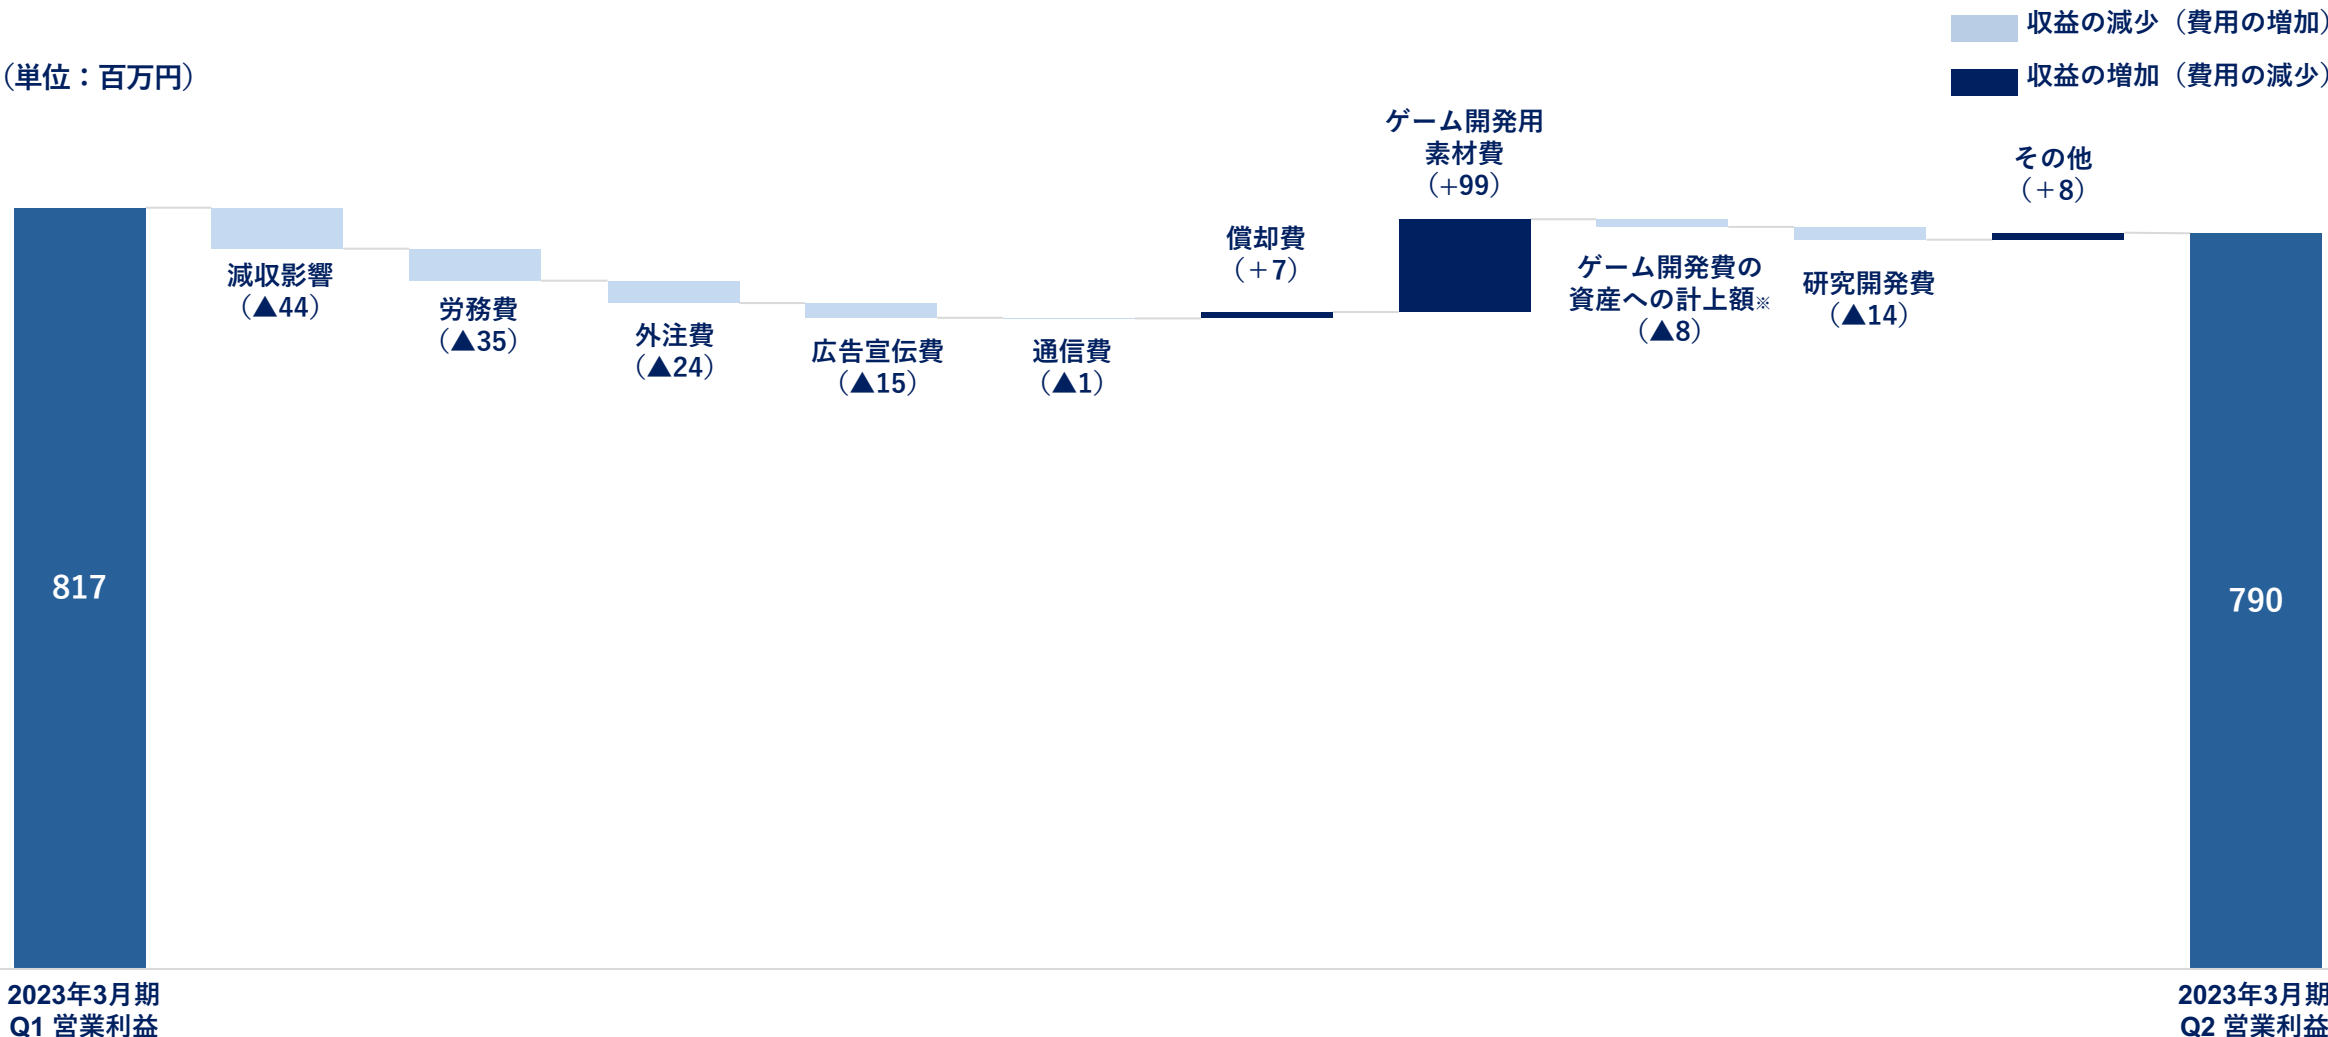 収益の減少（費用の増加）
収益の増加（費用の減少）
（単位：百万円）
減収影響
（▲44）
労務費
（▲35）
外注費
（▲24）
広告宣伝費
（▲15）
通信費
（▲1）
償却費
（＋7）
ゲーム開発用
素材費
（+99）
ゲーム開発費の
資産への計上額※
（▲8）
研究開発費
（▲14）
その他
（＋8）
817
790
2023年3月期
Q1 営業利益
2023年3月期
Q2 営業利益